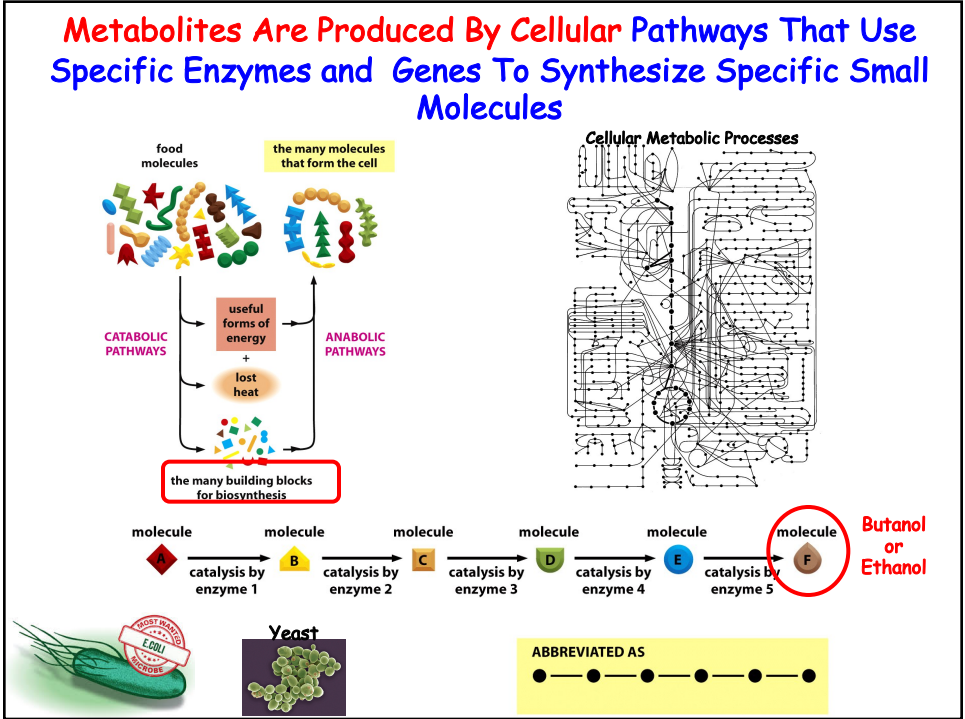 Metabolites Are Produced By Cellular Pathways That Use
Specific Enzymes and Genes To Synthesize Specific Small
Molecules
food
molecules
the many molecules
that form the cell
Cellular Metabolic Processes
CATABOLIC
PATHWAYS
useful
forms of
energy
+
lost
heat
ANABOLIC
PATHWAYS
the many building blocks
for biosynthesis
molecule
A
catalysis by
enzyme 1
molecule
B
catalysis by
enzyme 2
molecule
C
catalysis by
enzyme 3
molecule
D
catalysis by
enzyme 4
molecule
E
catalysis by
enzyme 5
molecule
F
Butanol
or
Ethanol
MOST WANTED
E.COLI
MICROBE
Yeast
ABBREVIATED AS